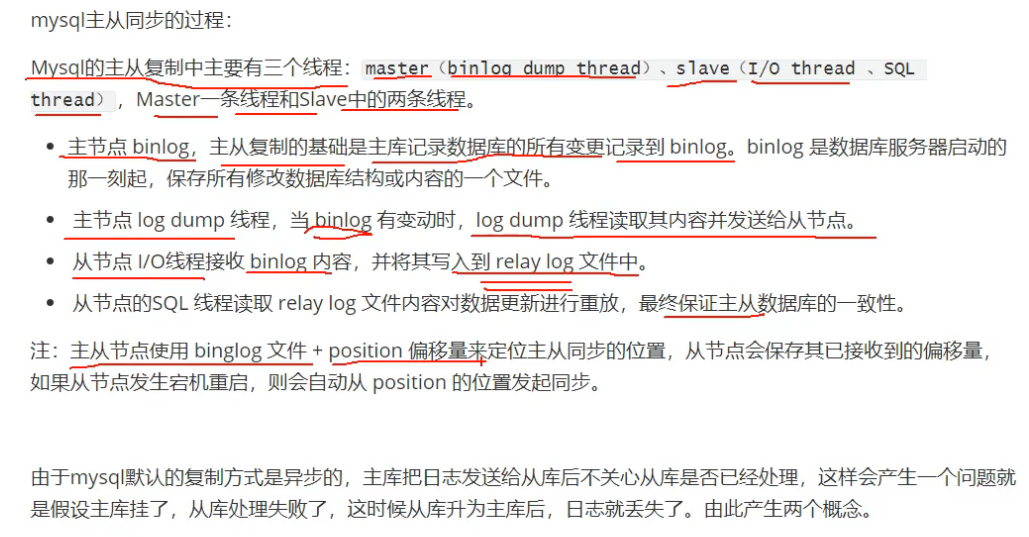 mysql主从同步的过程：
Mysql的主从复制中主要有三个线程：master（binlog dump thread）、slave（I/O thread 、SQL
thread），Master一条线程和Slave中的两条线程。
• 主节点 binlog，主从复制的基础是主库记录数据库的所有变更记录到 binlog。binlog 是数据库服务器启动的
那一刻起，保存所有修改数据库结构或内容的一个文件。
• 主节点 log dump 线程，当 binlog 有变动时，log dump 线程读取其内容并发送给从节点。
• 从节点 I/O线程接收 binlog 内容，并将其写入到 relay log 文件中。
• 从节点的SQL 线程读取 relay log 文件内容对数据更新进行重放，最终保证主从数据库的一致性。
注：主从节点使用 binglog 文件 + position 偏移量来定位主从同步的位置，从节点会保存其已接收到的偏移量，
如果从节点发生宕机重启，则会自动从 position 的位置发起同步。
由于mysql默认的复制方式是异步的，主库把日志发送给从库后不关心从库是否已经处理，这样会产生一个问题就
是假设主库挂了，从库处理失败了，这时候从库升为主库后，日志就丢失了。由此产生两个概念。